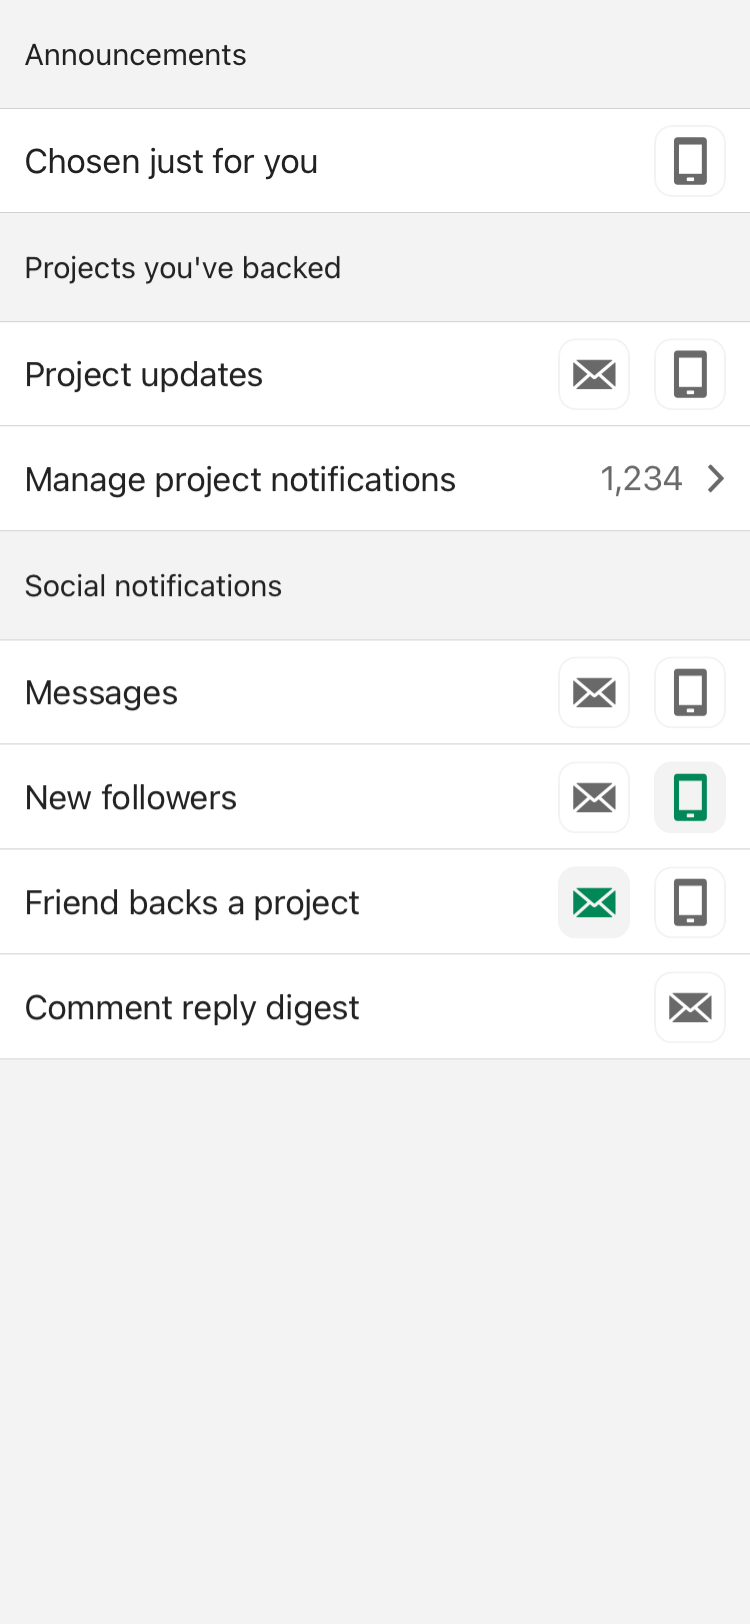 Announcements
Chosen just for you
Projects you've backed
Project updates
Manage project notifications 1,234
Social notifications
Messages
New followers
Friend backs a project
Comment reply digest